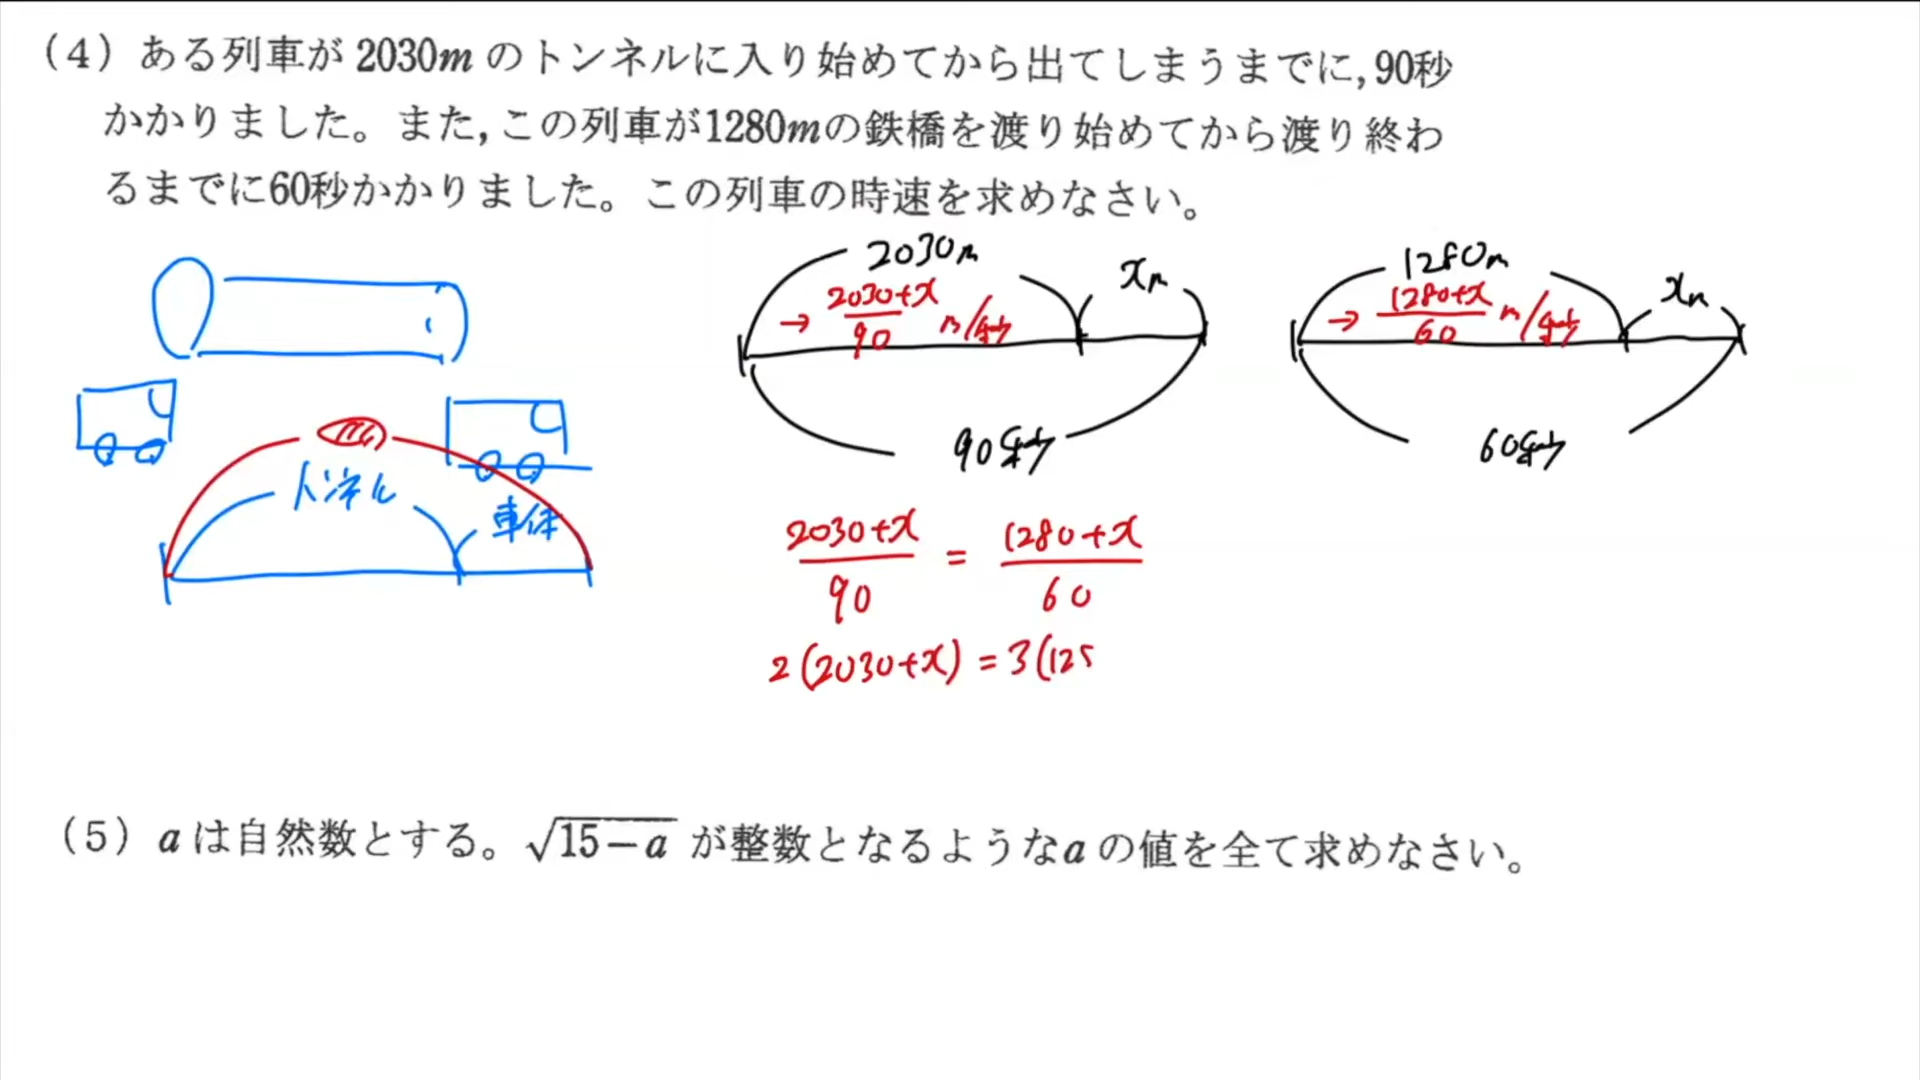 (4) ある列車が 2030m のトンネルに入り始めてから出てしまうまでに, 90秒
かかりました。また, この列車が1280mの鉄橋を渡り始めてから渡り終わ
るまでに60秒かかりました。この列車の時速を求めなさい。
トンネル
車体
2030m
xm
→ (2030+x)/90 m/秒
90秒
1280m
xm
→ (1280+x)/60 m/秒
60秒
(2030+x)/90 = (1280+x)/60
2(2030+x) = 3(125
(5) a は自然数とする。√15−a が整数となるようなa の値を全て求めなさい。